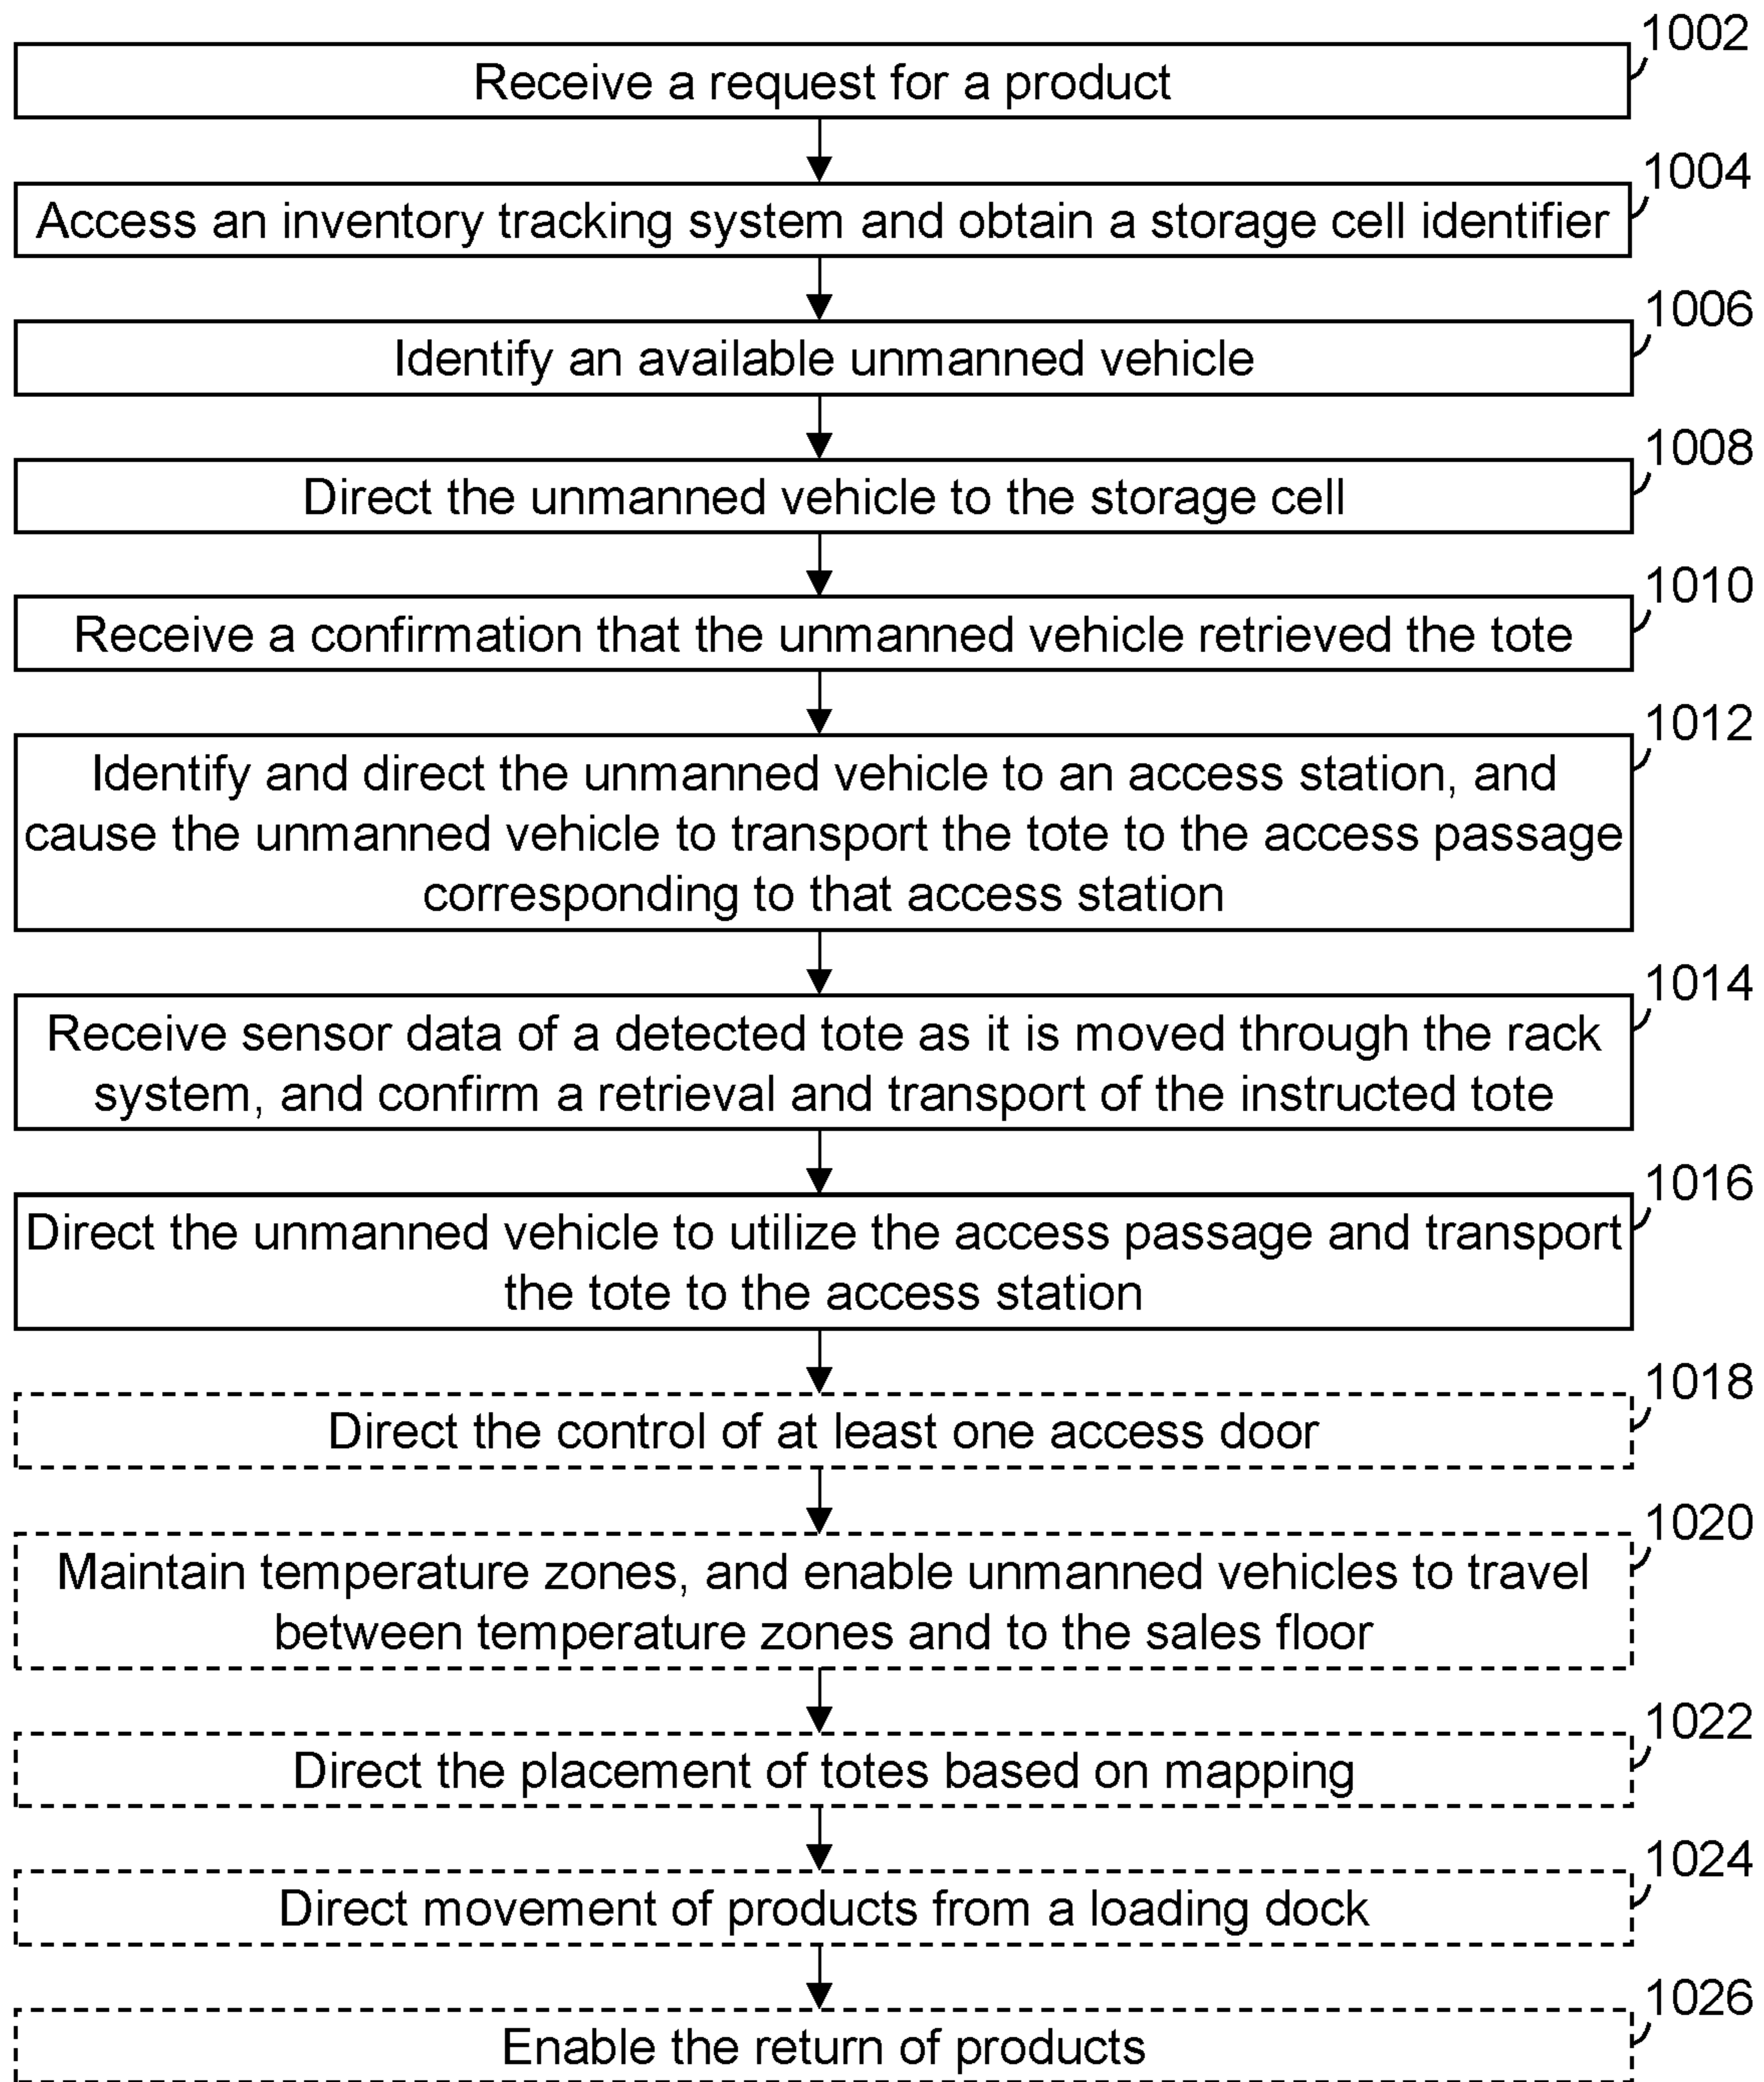 1002
Receive a request for a product
1004
Access an inventory tracking system and obtain a storage cell identifier
1006
Identify an available unmanned vehicle
1008
Direct the unmanned vehicle to the storage cell
1010
Receive a confirmation that the unmanned vehicle retrieved the tote
1012
Identify and direct the unmanned vehicle to an access station, and
cause the unmanned vehicle to transport the tote to the access passage
corresponding to that access station
1014
Receive sensor data of a detected tote as it is moved through the rack
system, and confirm a retrieval and transport of the instructed tote
1016
Direct the unmanned vehicle to utilize the access passage and transport
the tote to the access station
1018
Direct the control of at least one access door
1020
Maintain temperature zones, and enable unmanned vehicles to travel
between temperature zones and to the sales floor
1022
Direct the placement of totes based on mapping
1024
Direct movement of products from a loading dock
1026
Enable the return of products